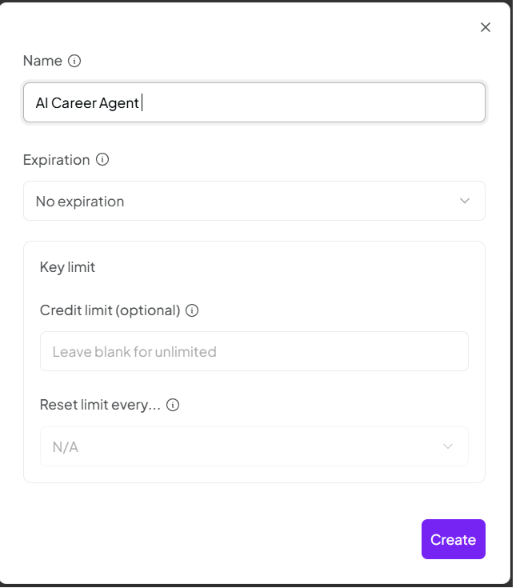 Name
AI Career Agent
Expiration
No expiration
Key limit
Credit limit (optional)
Leave blank for unlimited
Reset limit every...
N/A
Create